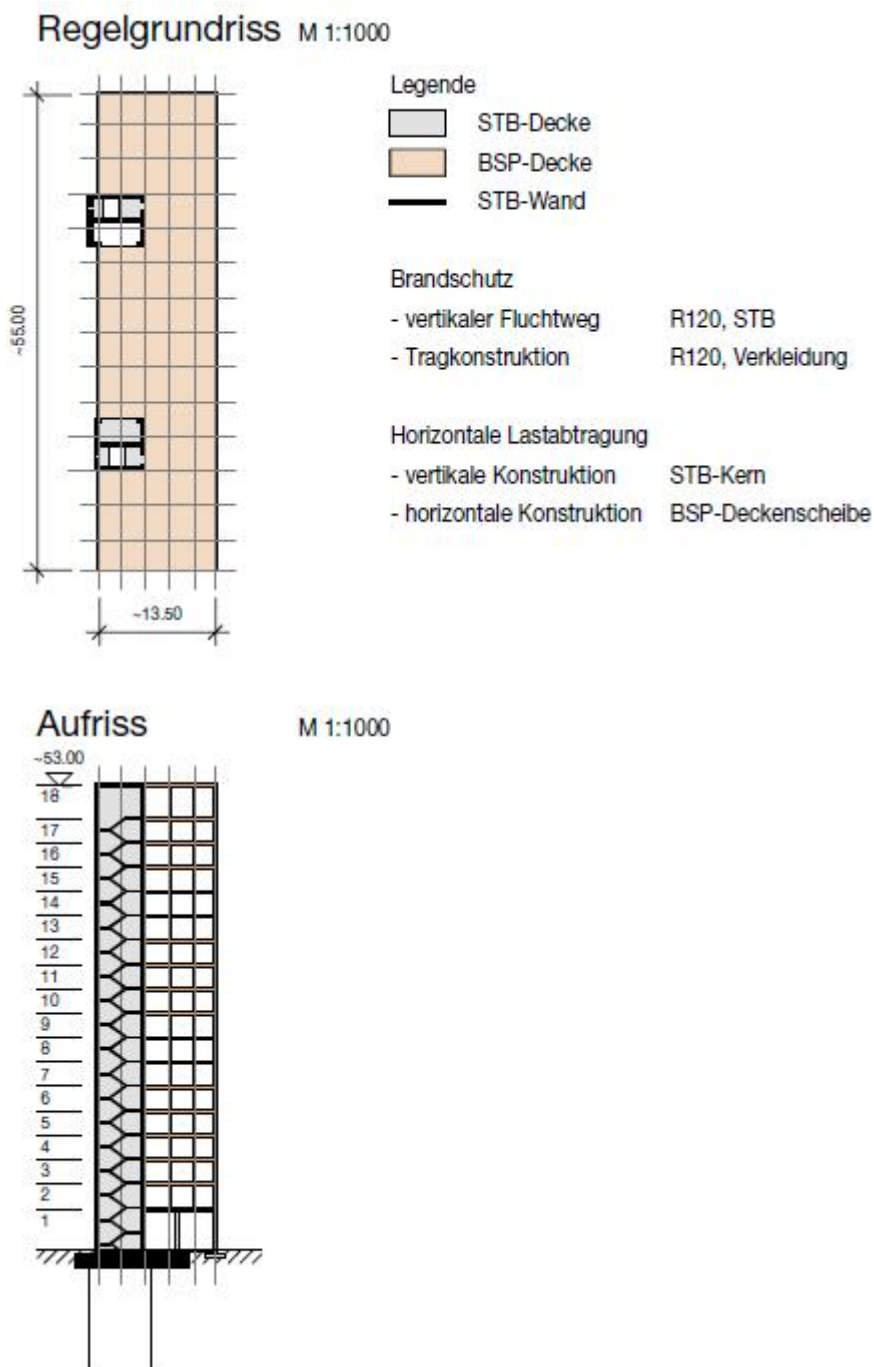 Regelgrundriss M 1:1000
Legende
STB-Decke
BSP-Decke
STB-Wand
Brandschutz
- vertikaler Fluchtweg R120, STB
- Tragkonstruktion R120, Verkleidung
~55.00
Horizontale Lastabtragung
- vertikale Konstruktion STB-Kern
- horizontale Konstruktion BSP-Deckenscheibe
~13.50
Aufriss M 1:1000
~53.00
18
17
16
15
14
13
12
11
10
9
8
7
6
5
4
3
2
1